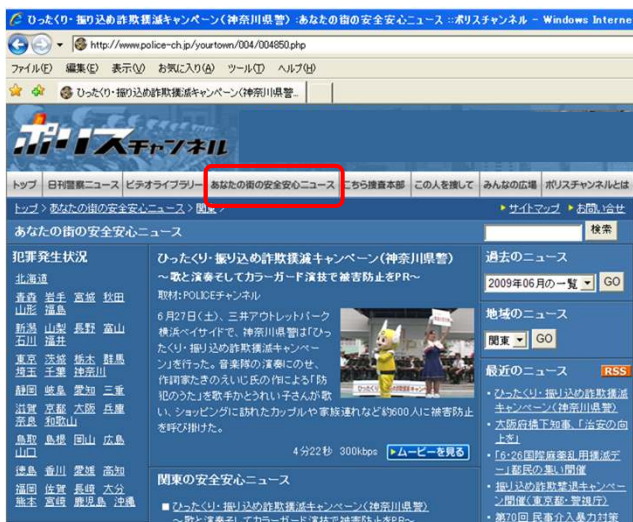 ひったくり・振り込め詐欺撲滅キャンペーン(神奈川県警) :あなたの街の安全安心ニュース ::ポリスチャンネル - Windows Interne
http://www.police-ch.jp/yourtown/004/004850.php
ファイル(F) 編集(E) 表示(V) お気に入り(A) ツール(T) ヘルプ(H)
ひったくり・振り込め詐欺撲滅キャンペーン(神奈川県警...
ポリスチャンネル
トップ 日刊警察ニュース ビデオライブラリー あなたの街の安全安心ニュース こちら捜査本部 この人を捜して みんなの広場 ポリスチャンネルとは
トップ > あなたの街の安全安心ニュース > 関東 >
サイトマップ お問い合せ
あなたの街の安全安心ニュース
検索
犯罪発生状況
北海道
青森 岩手 宮城 秋田
山形 福島
新潟 山梨 長野 富山
石川 福井
東京 茨城 栃木 群馬
埼玉 千葉 神奈川
静岡 岐阜 愛知 三重
滋賀 京都 大阪 兵庫
奈良 和歌山
鳥取 島根 岡山 広島
山口
徳島 香川 愛媛 高知
福岡 佐賀 長崎 大分
熊本 宮崎 鹿児島 沖縄
ひったくり・振り込め詐欺撲滅キャンペーン(神奈川県警)
～歌と演奏そしてカラーガード演技で被害防止をPR～
取材:POLICEチャンネル
6月27日(土)、三井アウトレットパーク
横浜ベイサイドで、神奈川県警は「ひっ
たくり・振り込め詐欺撲滅キャンペー
ン」を行った。音楽隊の演奏にのせ、
作詞家たきのえいじ氏の作による「防
犯のうた」を歌手かとうれい子さんが歌
い、ショッピングに訪れたカップルや家族連れなど約600人に被害防止
を呼び掛けた。
4分22秒 300kbps ムービーを見る
関東の安全安心ニュース
■ ひったくり・振り込め詐欺撲滅キャンペーン(神奈川県警)
～歌と演奏そしてカラーガード演技で被害防止をPR～
過去のニュース
2009年06月の一覧 GO
地域のニュース
関東 GO
最近のニュース RSS
・ひったくり・振り込め詐欺撲滅
キャンペーン(神奈川県警)
・大阪府橋下知事、「治安の向
上を」
・「6・26国際麻薬乱用撲滅デ
ー」都民の集い開催
・振り込め詐欺撃退キャンペー
ン開催(東京都・警視庁)
・第70回 民事介入暴力対策